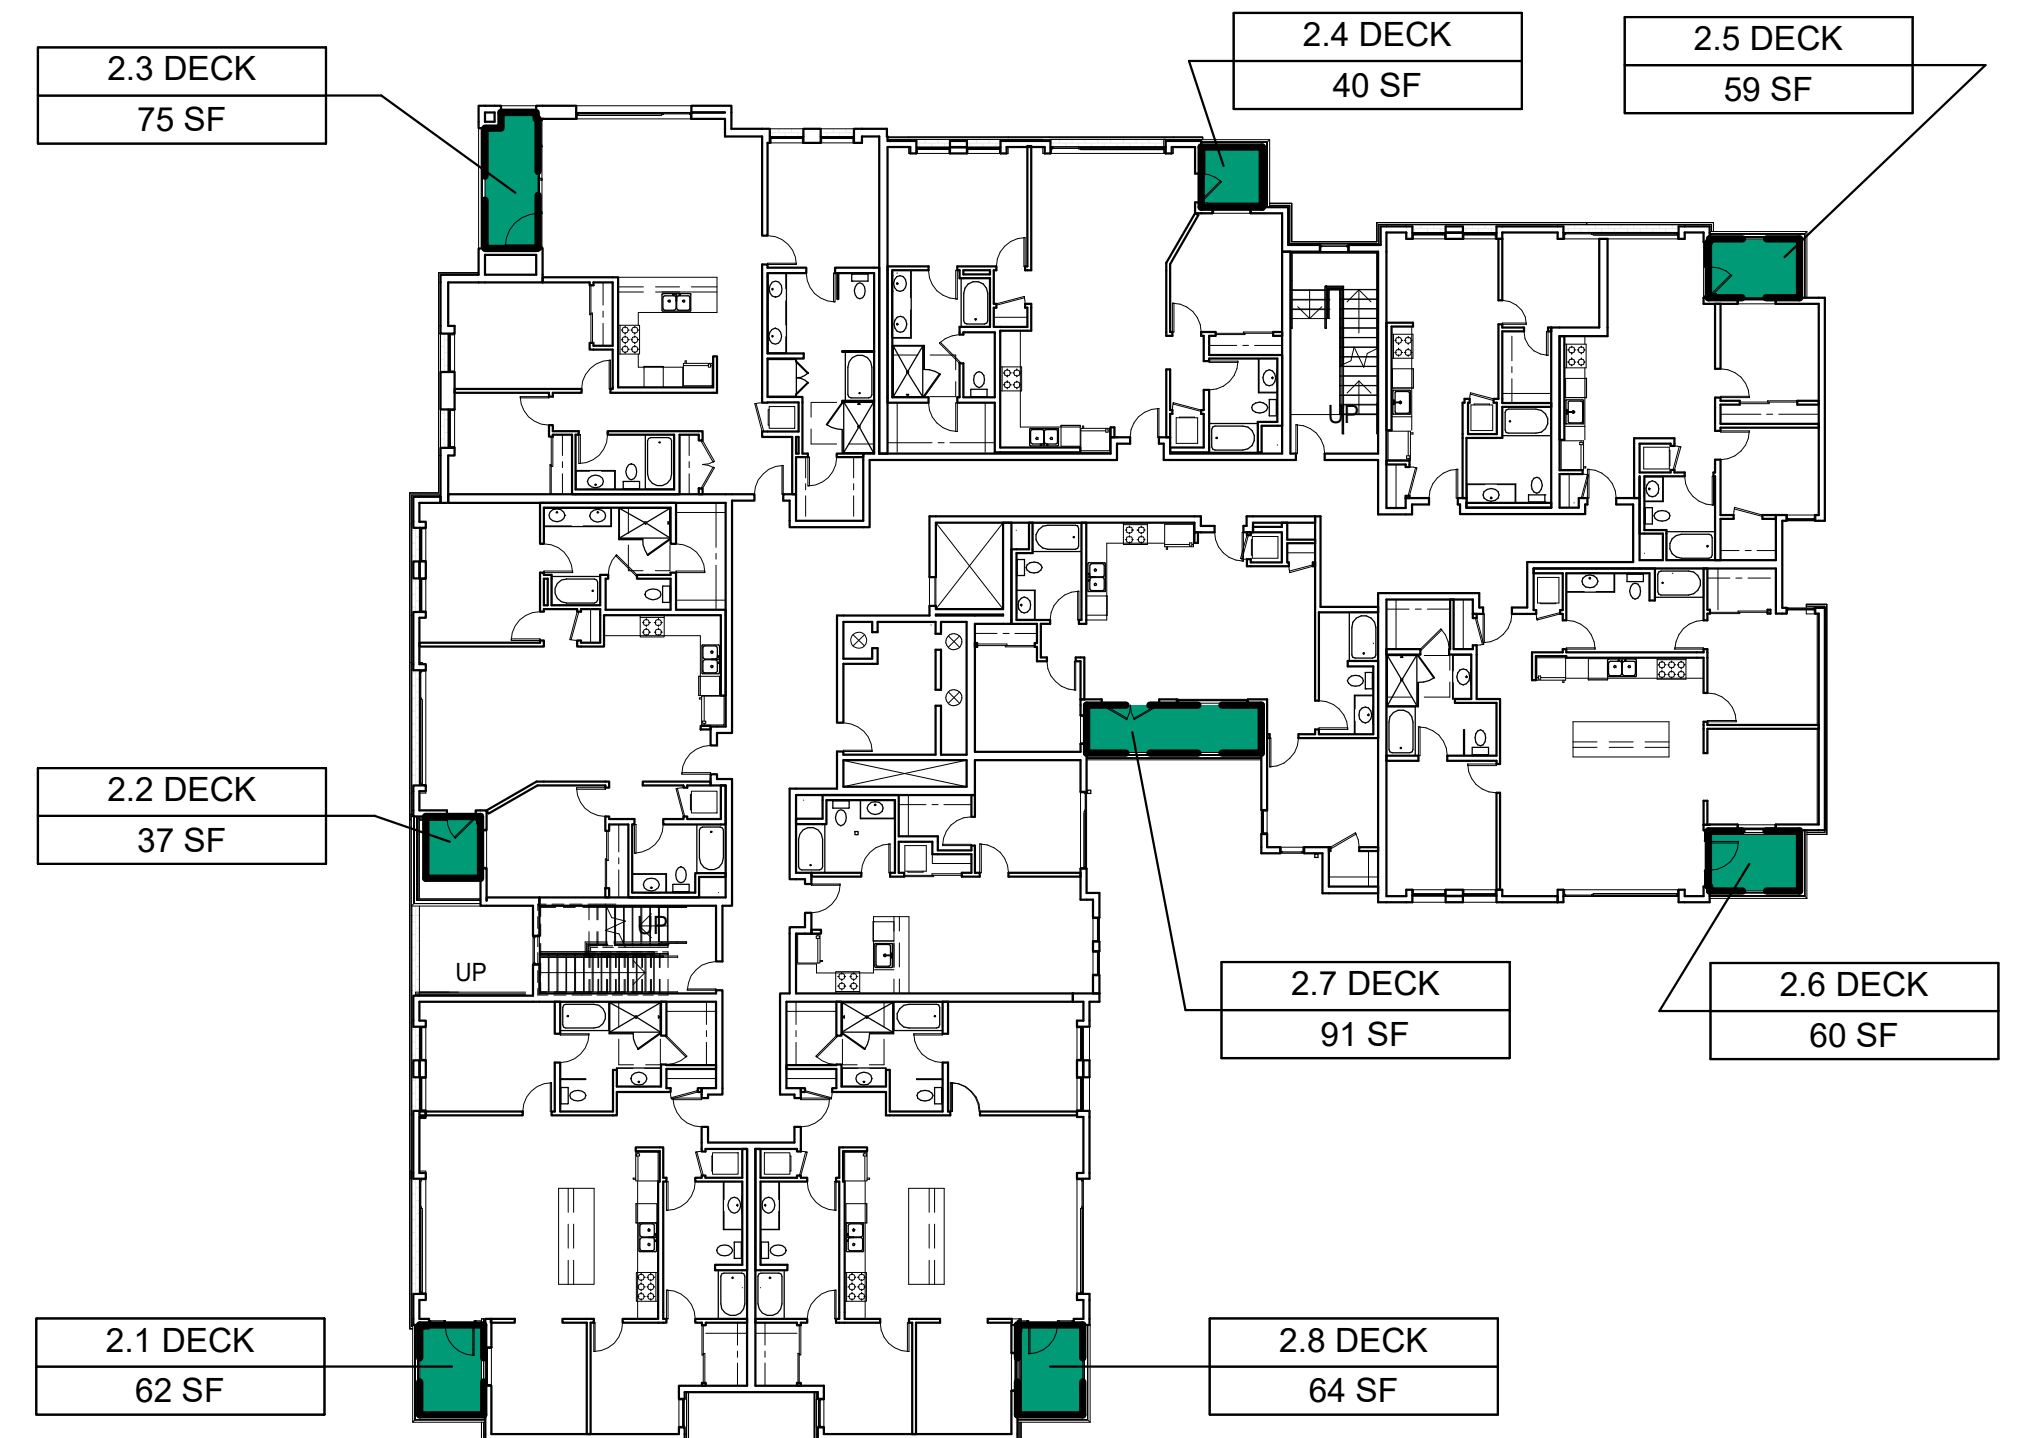 2.4 DECK
40 SF
2.5 DECK
59 SF
2.3 DECK
75 SF
UP
2.2 DECK
37 SF
UP
UP
2.7 DECK
91 SF
2.6 DECK
60 SF
2.1 DECK
62 SF
2.8 DECK
64 SF